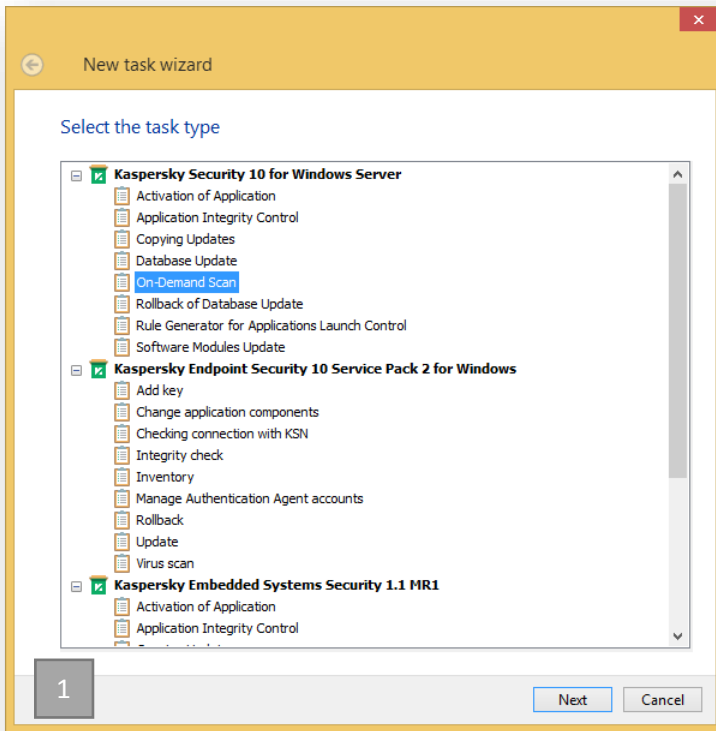 New task wizard
Select the task type
Kaspersky Security 10 for Windows Server
Activation of Application
Application Integrity Control
Copying Updates
Database Update
On-Demand Scan
Rollback of Database Update
Rule Generator for Applications Launch Control
Software Modules Update
Kaspersky Endpoint Security 10 Service Pack 2 for Windows
Add key
Change application components
Checking connection with KSN
Integrity check
Inventory
Manage Authentication Agent accounts
Rollback
Update
Virus scan
Kaspersky Embedded Systems Security 1.1 MR1
Activation of Application
Application Integrity Control
1
Next Cancel